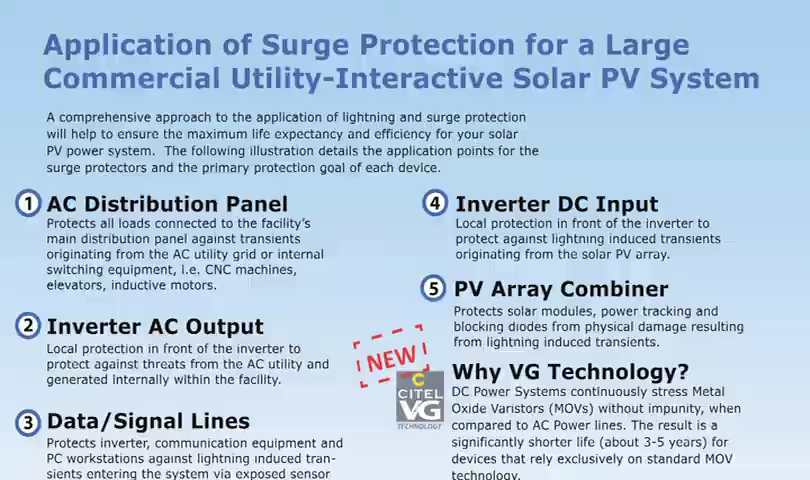 Application of Surge Protection for a Large
Commercial Utility-Interactive Solar PV System
A comprehensive approach to the application of lightning and surge protection
will help to ensure the maximum life expectancy and efficiency for your solar
PV power system.  The following illustration details the application points for the
surge protectors and the primary protection goal of each device.
1 AC Distribution Panel
Protects all loads connected to the facility's
main distribution panel against transients
originating from the AC utility grid or internal
switching equipment, i.e. CNC machines,
elevators, inductive motors.
2 Inverter AC Output
Local protection in front of the inverter to
protect against threats from the AC utility and
generated internally within the facility.
3 Data/Signal Lines
Protects inverter, communication equipment and
PC workstations against lightning induced tran-
sients entering the system via exposed sensor
4 Inverter DC Input
Local protection in front of the inverter to
protect against lightning induced transients
originating from the solar PV array.
5 PV Array Combiner
Protects solar modules, power tracking and
blocking diodes from physical damage resulting
from lightning induced transients.
NEW
C
CITEL
VG
TECHNOLOGY
Why VG Technology?
DC Power Systems continuously stress Metal
Oxide Varistors (MOVs) without impunity, when
compared to AC Power lines. The result is a
significantly shorter life (about 3-5 years) for
devices that rely exclusively on standard MOV
technology.